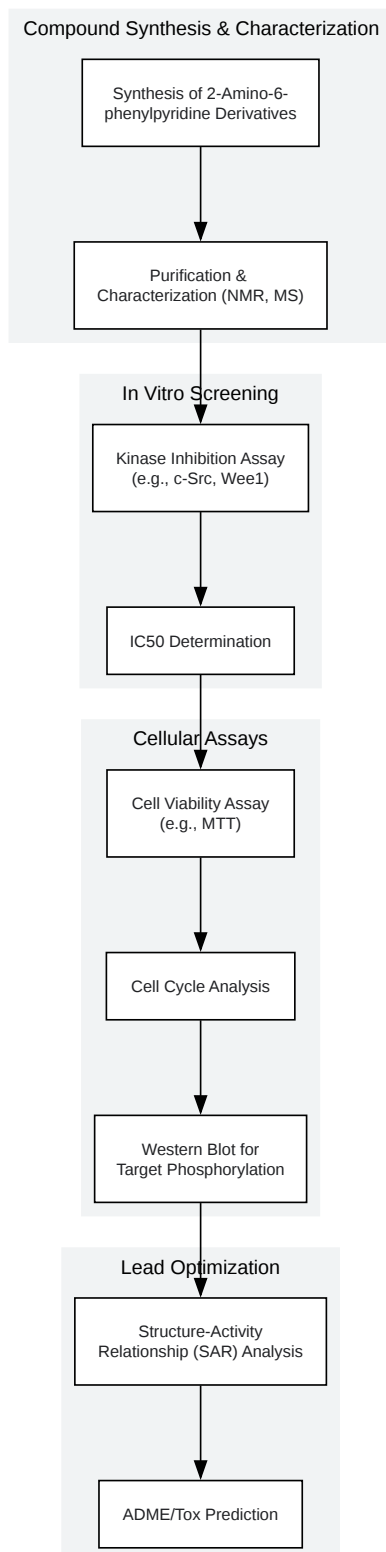 Compound Synthesis & Characterization
Synthesis of 2-Amino-6-
phenylpyridine Derivatives
Purification &
Characterization (NMR, MS)
In Vitro Screening
Kinase Inhibition Assay
(e.g., c-Src, Wee1)
IC50 Determination
Cellular Assays
Cell Viability Assay
(e.g., MTT)
Cell Cycle Analysis
Western Blot for
Target Phosphorylation
Lead Optimization
Structure-Activity
Relationship (SAR) Analysis
ADME/Tox Prediction